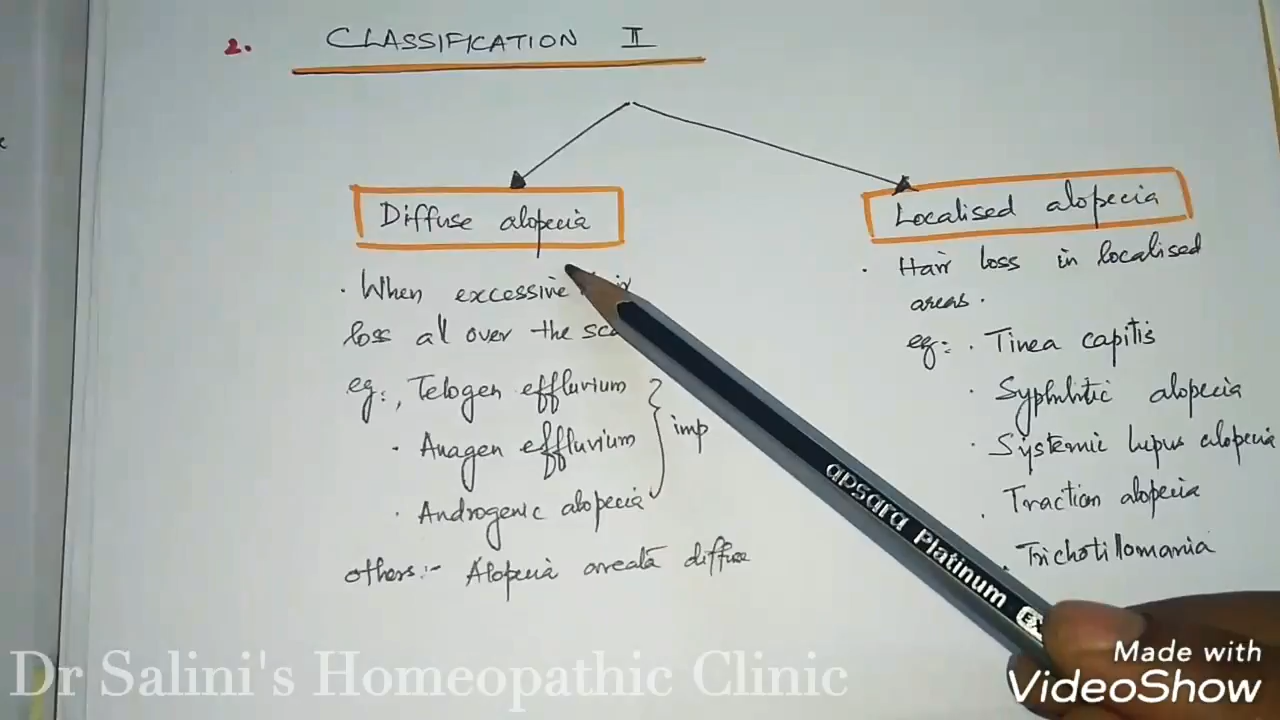 2. CLASSIFICATION II
Diffuse alopecia
. When excessive
loss all over the
eg:, Telogen effluvium
. Anagen effluvium
. Androgenic alopecia
imp
others:- Alopecia areata diffuse
Localised alopecia
. Hair loss in localised
areas.
eg:. Tinea capitis
. Syphilitic alopecia
. Systemic lupus alopecia
. Traction alopecia
. Trichotillomania
apsara Platinum
Dr Salini's Homeopathic Clinic
Made with
VideoShow